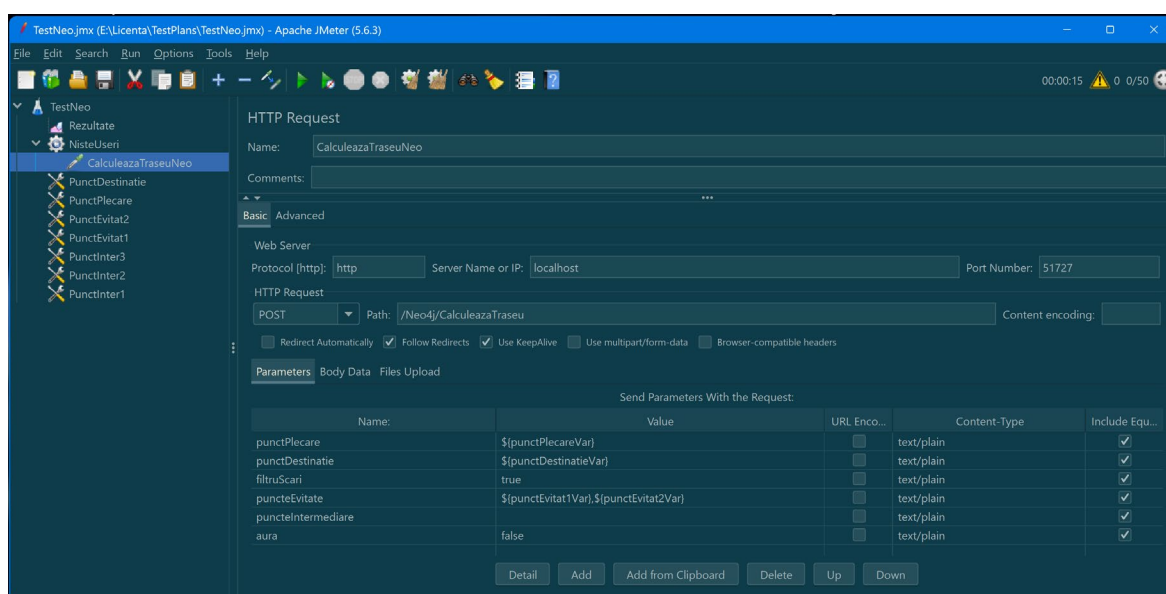 TestNeo.jmx (E:\Licenta\TestPlans\TestNeo.jmx) - Apache JMeter (5.6.3)
File Edit Search Run Options Tools Help
00:00:15 0 0/50
TestNeo
Rezultate
NisteUseri
CalculeazaTraseuNeo
PunctDestinatie
PunctPlecare
PunctEvitat2
PunctEvitat1
PunctInter3
PunctInter2
PunctInter1
HTTP Request
Name: CalculeazaTraseuNeo
Comments:
Basic Advanced
Web Server
Protocol [http]: http Server Name or IP: localhost Port Number: 51727
HTTP Request
POST Path: /Neo4j/CalculeazaTraseu Content encoding:
Redirect Automatically Follow Redirects Use KeepAlive Use multipart/form-data Browser-compatible headers
Parameters Body Data Files Upload
Send Parameters With the Request:
Name: Value URL Enco... Content-Type Include Equ...
punctPlecare ${punctPlecareVar} text/plain
punctDestinatie ${punctDestinatieVar} text/plain
filtruScari true text/plain
puncteEvitate ${punctEvitat1Var},${punctEvitat2Var} text/plain
puncteIntermediare text/plain
aura false text/plain
Detail Add Add from Clipboard Delete Up Down